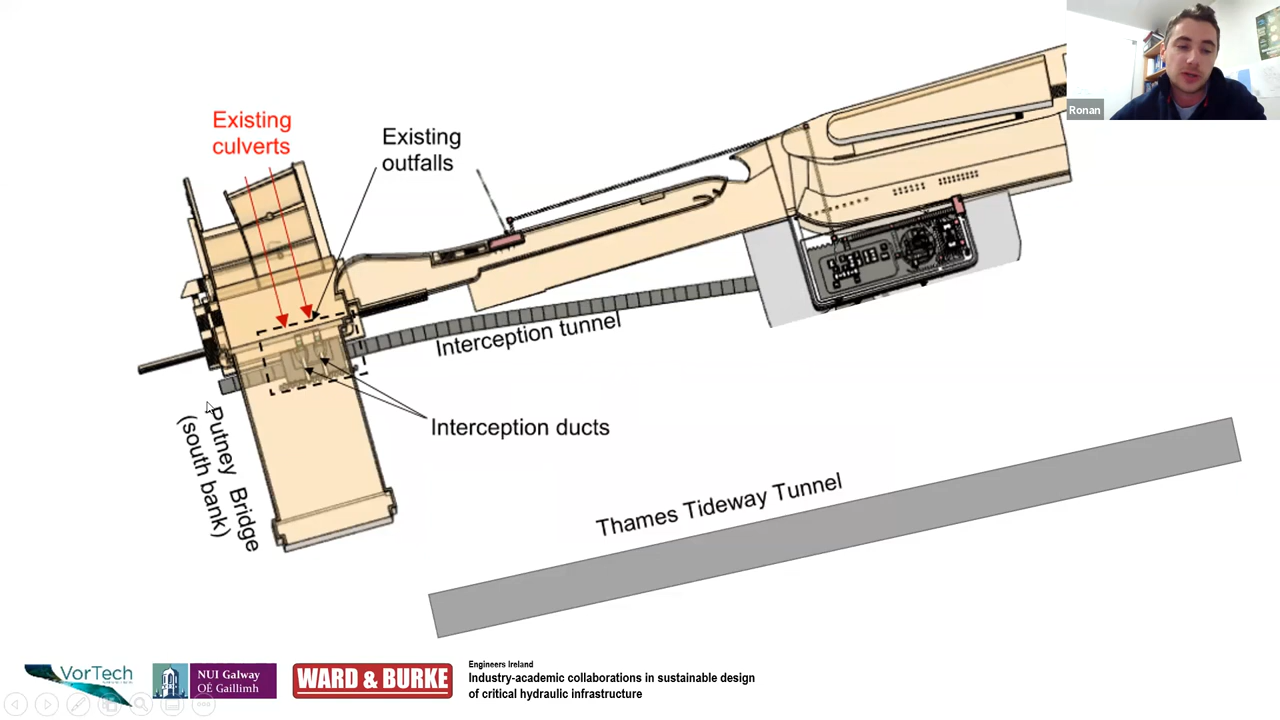 Existing
culverts
Existing
outfalls
Ronan
Interception tunnel
Interception ducts
Putney Bridge
(south bank)
Thames Tideway Tunnel
VorTech
NUI Galway
OÉ Gaillimh
WARD & BURKE
Engineers Ireland
Industry-academic collaborations in sustainable design
of critical hydraulic infrastructure